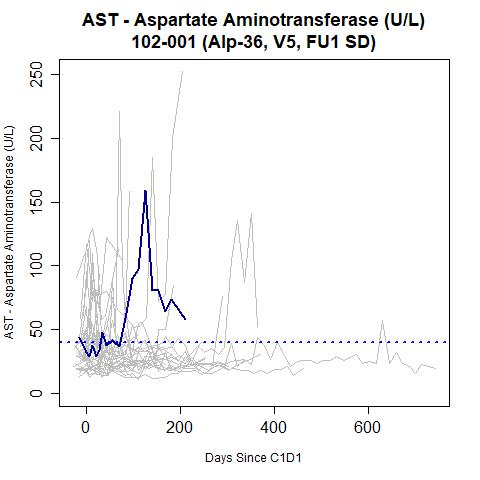 AST - Aspartate Aminotransferase (U/L)
102-001 (Alp-36, V5, FU1 SD)
AST - Aspartate Aminotransferase (U/L)
250
200
150
100
50
0
0 200 400 600
Days Since C1D1